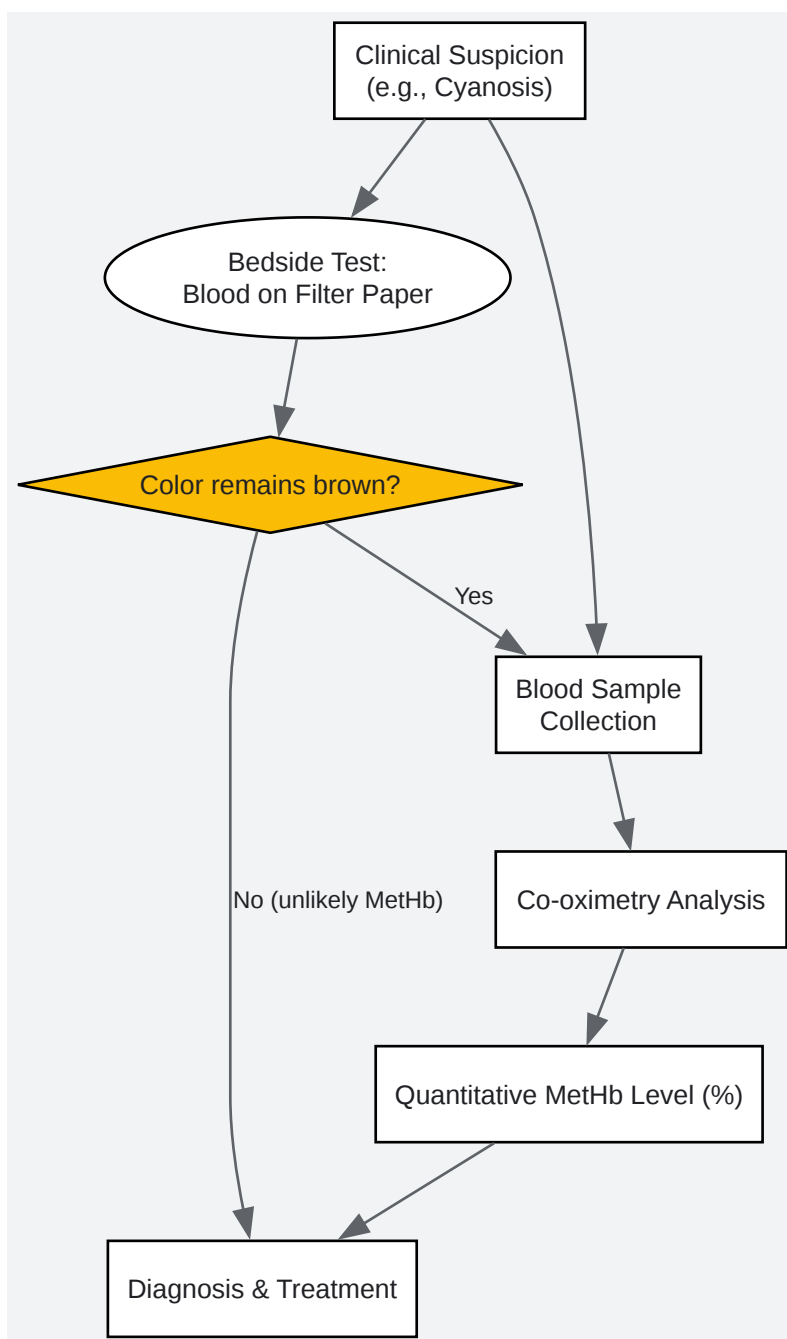 Clinical Suspicion
(e.g., Cyanosis)
Bedside Test:
Blood on Filter Paper
Color remains brown?
Yes
Blood Sample
Collection
No (unlikely MetHb)
Co-oximetry Analysis
Quantitative MetHb Level (%)
Diagnosis & Treatment